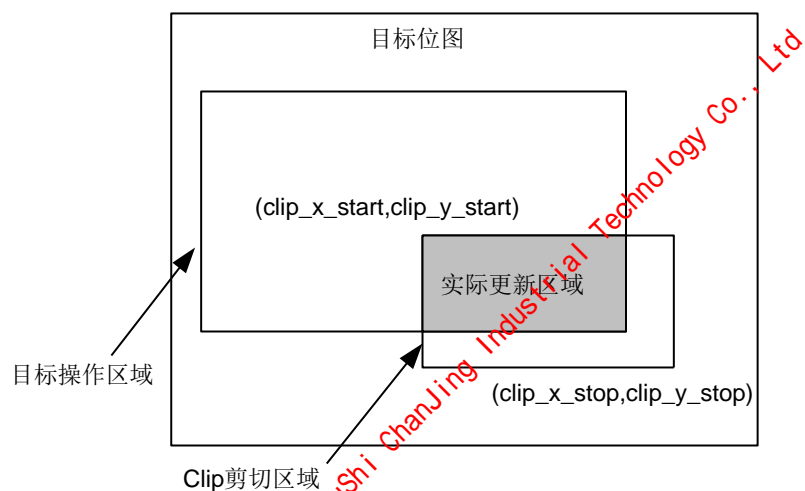 目标位图
(clip_x_start,clip_y_start)
实际更新区域
目标操作区域
(clip_x_stop,clip_y_stop)
Clip剪切区域
Shi ChanJing Industrial Technology Co., Ltd